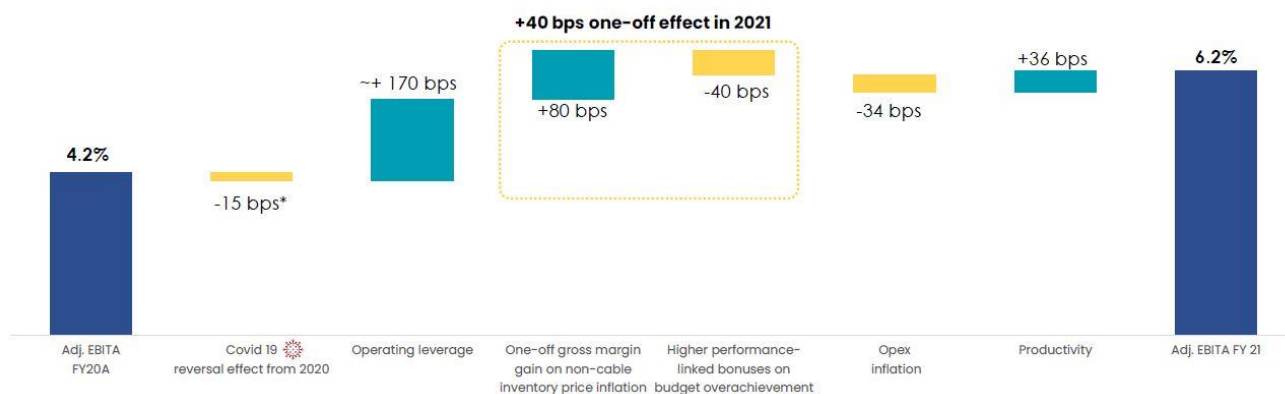 +40 bps one-off effect in 2021
4.2%
-15 bps*
~+ 170 bps
+80 bps
-40 bps
-34 bps
+36 bps
6.2%
Adj. EBITA
FY20A
Covid 19
reversal effect from 2020
Operating leverage
One-off gross margin
gain on non-cable
inventory price inflation
Higher performance-
linked bonuses on
budget overachievement
Opex
inflation
Productivity
Adj. EBITA FY 21